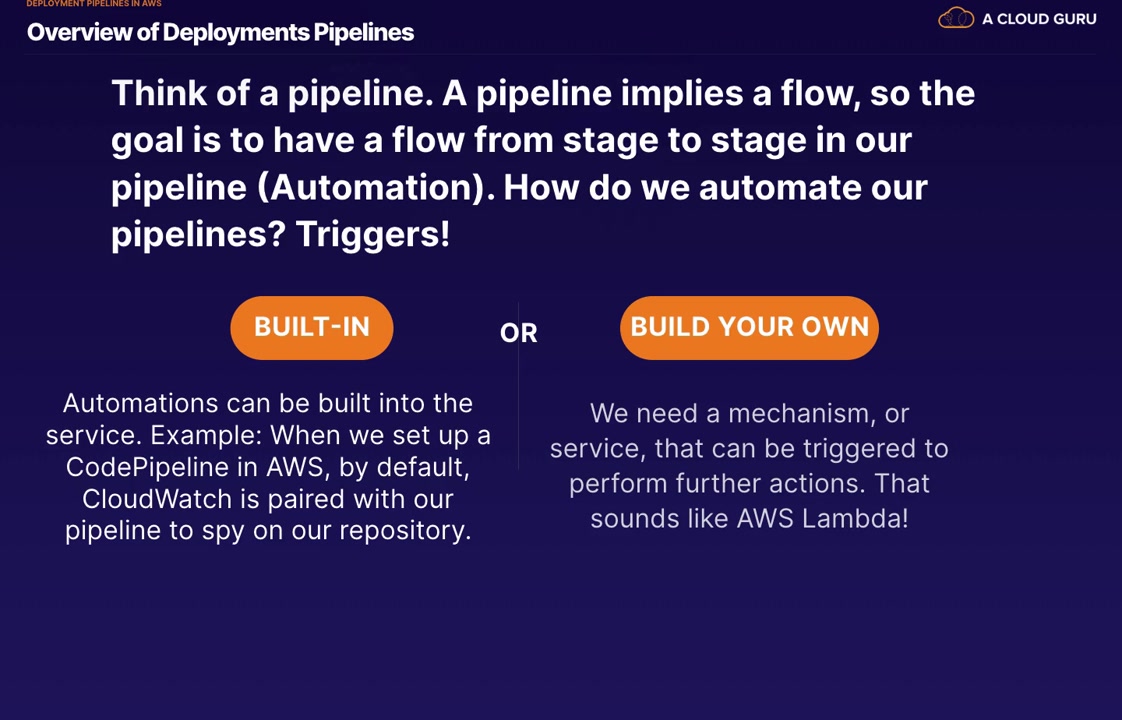 DEPLOYMENT PIPELINES IN AWS
Overview of Deployments Pipelines
A CLOUD GURU
Think of a pipeline. A pipeline implies a flow, so the
goal is to have a flow from stage to stage in our
pipeline (Automation). How do we automate our
pipelines? Triggers!
BUILT-IN
OR
BUILD YOUR OWN
Automations can be built into the
service. Example: When we set up a
CodePipeline in AWS, by default,
CloudWatch is paired with our
pipeline to spy on our repository.
We need a mechanism, or
service, that can be triggered to
perform further actions. That
sounds like AWS Lambda!